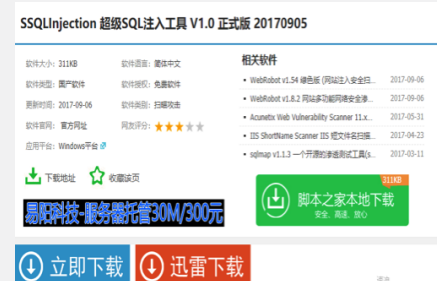 SSQLInjection 超级SQL注入工具 V1.0 正式版 20170905
软件大小：311KB 软件语言：简体中文
软件类型：国产软件 软件授权：免费软件
更新时间：2017-09-06 软件类别：扫描攻击
软件官网： 官方网址 网友评分：
应用平台：Windows平台
下载地址 收藏该页
易阳科技-服务器托管30M/300元
相关软件
WebRobot v1.54 绿色版 (网站注入安全扫... 2017-09-06
WebRobot v1.8.2 网站多功能网络安全渗... 2017-09-06
Acunetix Web Vulnerability Scanner 11.x... 2017-05-31
IIS ShortName Scanner IIS 短文件名扫描... 2017-04-23
sqlmap v1.1.3 一个开源的渗透测试工具(s... 2017-03-11
311KB
脚本之家本地下载
安全、高速、放心
立即下载 迅雷下载